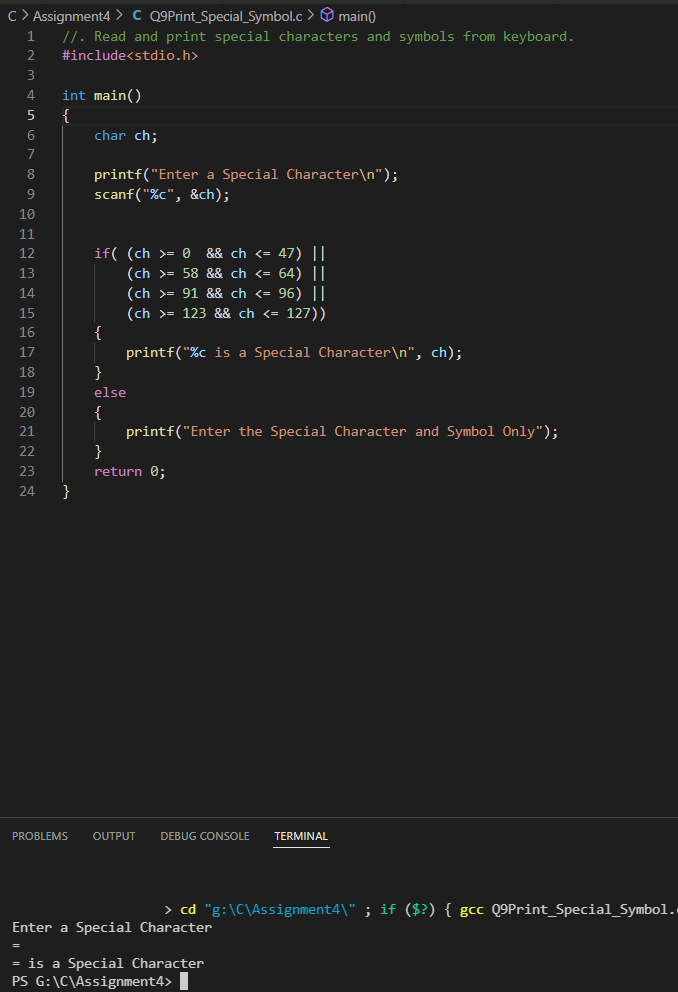 C > Assignment4 > C Q9Print_Special_Symbol.c > main()
1 //. Read and print special characters and symbols from keyboard.
2 #include<stdio.h>
3
4 int main()
5 {
6     char ch;
7
8     printf("Enter a Special Character\n");
9     scanf("%c", &ch);
10
11
12     if( (ch >= 0  && ch <= 47) ||
13         (ch >= 58 && ch <= 64) ||
14         (ch >= 91 && ch <= 96) ||
15         (ch >= 123 && ch <= 127))
16     {
17         printf("%c is a Special Character\n", ch);
18     }
19     else
20     {
21         printf("Enter the Special Character and Symbol Only");
22     }
23     return 0;
24 }
PROBLEMS OUTPUT DEBUG CONSOLE TERMINAL
> cd "g:\C\Assignment4\" ; if ($?) { gcc Q9Print_Special_Symbol.
Enter a Special Character
=
= is a Special Character
PS G:\C\Assignment4>